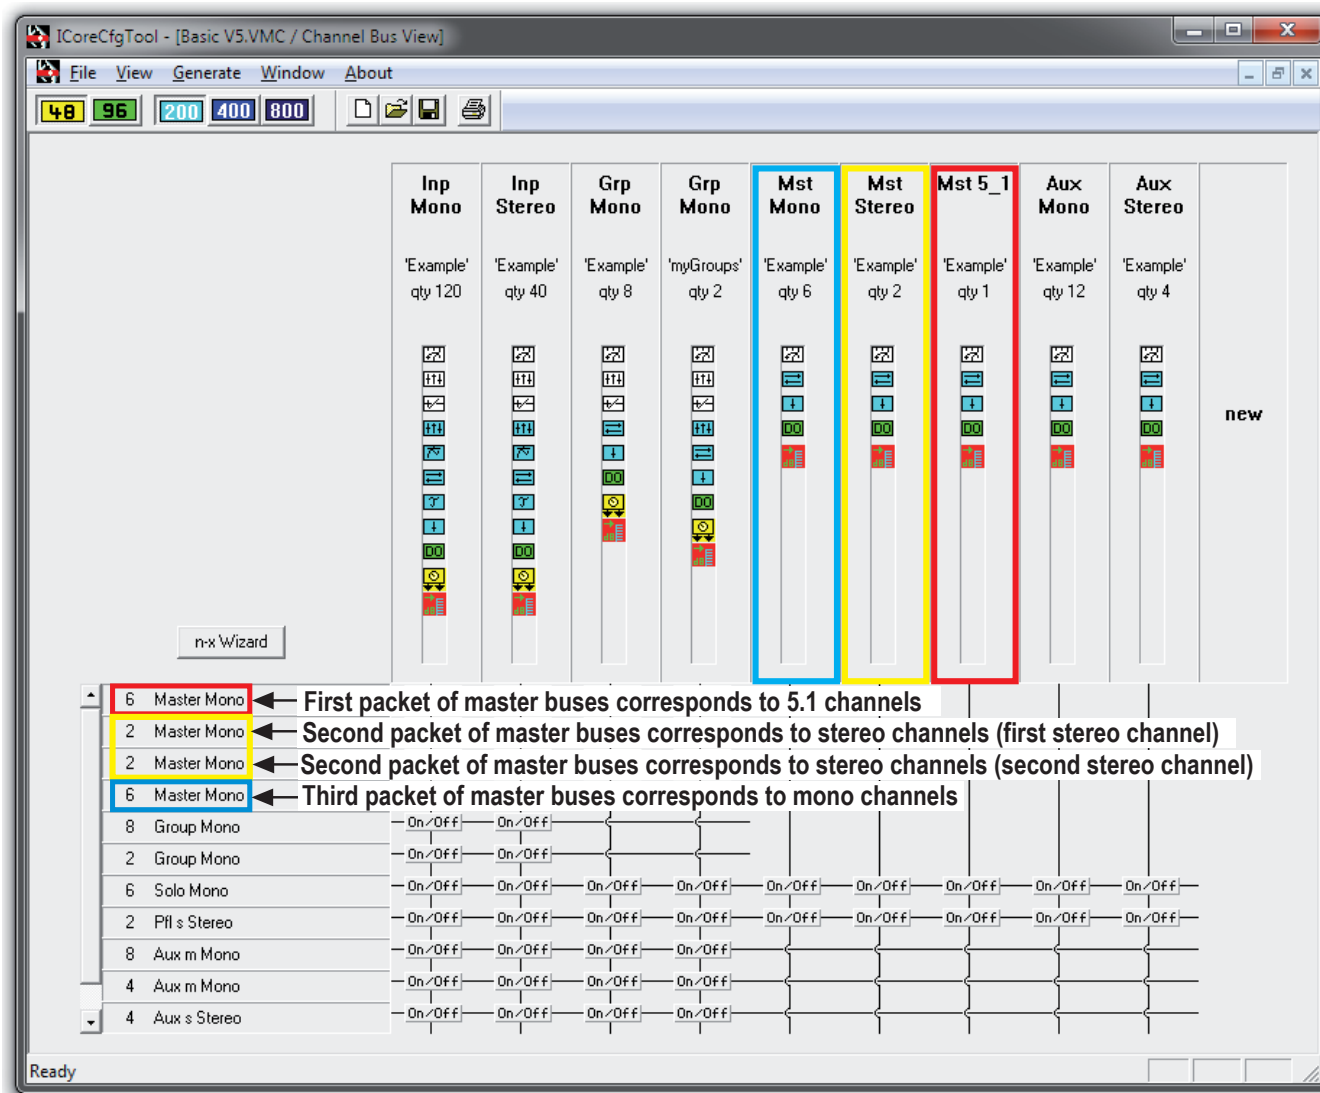 ICoreCfgTool - [Basic V5.VMC / Channel Bus View]
File View Generate Window About
48 96 200 400 800
Inp Mono Inp Stereo Grp Mono Grp Mono Mst Mono Mst Stereo Mst 5_1 Aux Mono Aux Stereo
'Example' 'Example' 'Example' 'myGroups' 'Example' 'Example' 'Example' 'Example' 'Example'
qty 120 qty 40 qty 8 qty 2 qty 6 qty 2 qty 1 qty 12 qty 4
new
DO DO DO DO DO
DO
DO
DO DO
n-x Wizard
6 Master Mono First packet of master buses corresponds to 5.1 channels
2 Master Mono Second packet of master buses corresponds to stereo channels (first stereo channel)
2 Master Mono Second packet of master buses corresponds to stereo channels (second stereo channel)
6 Master Mono Third packet of master buses corresponds to mono channels
8 Group Mono On/Off On/Off
2 Group Mono On/Off On/Off
6 Solo Mono On/Off On/Off On/Off On/Off On/Off On/Off On/Off On/Off On/Off
2 Pfl s Stereo On/Off On/Off On/Off On/Off On/Off On/Off On/Off On/Off On/Off
8 Aux m Mono On/Off On/Off On/Off On/Off
4 Aux m Mono On/Off On/Off On/Off On/Off
4 Aux s Stereo On/Off On/Off On/Off On/Off
Ready